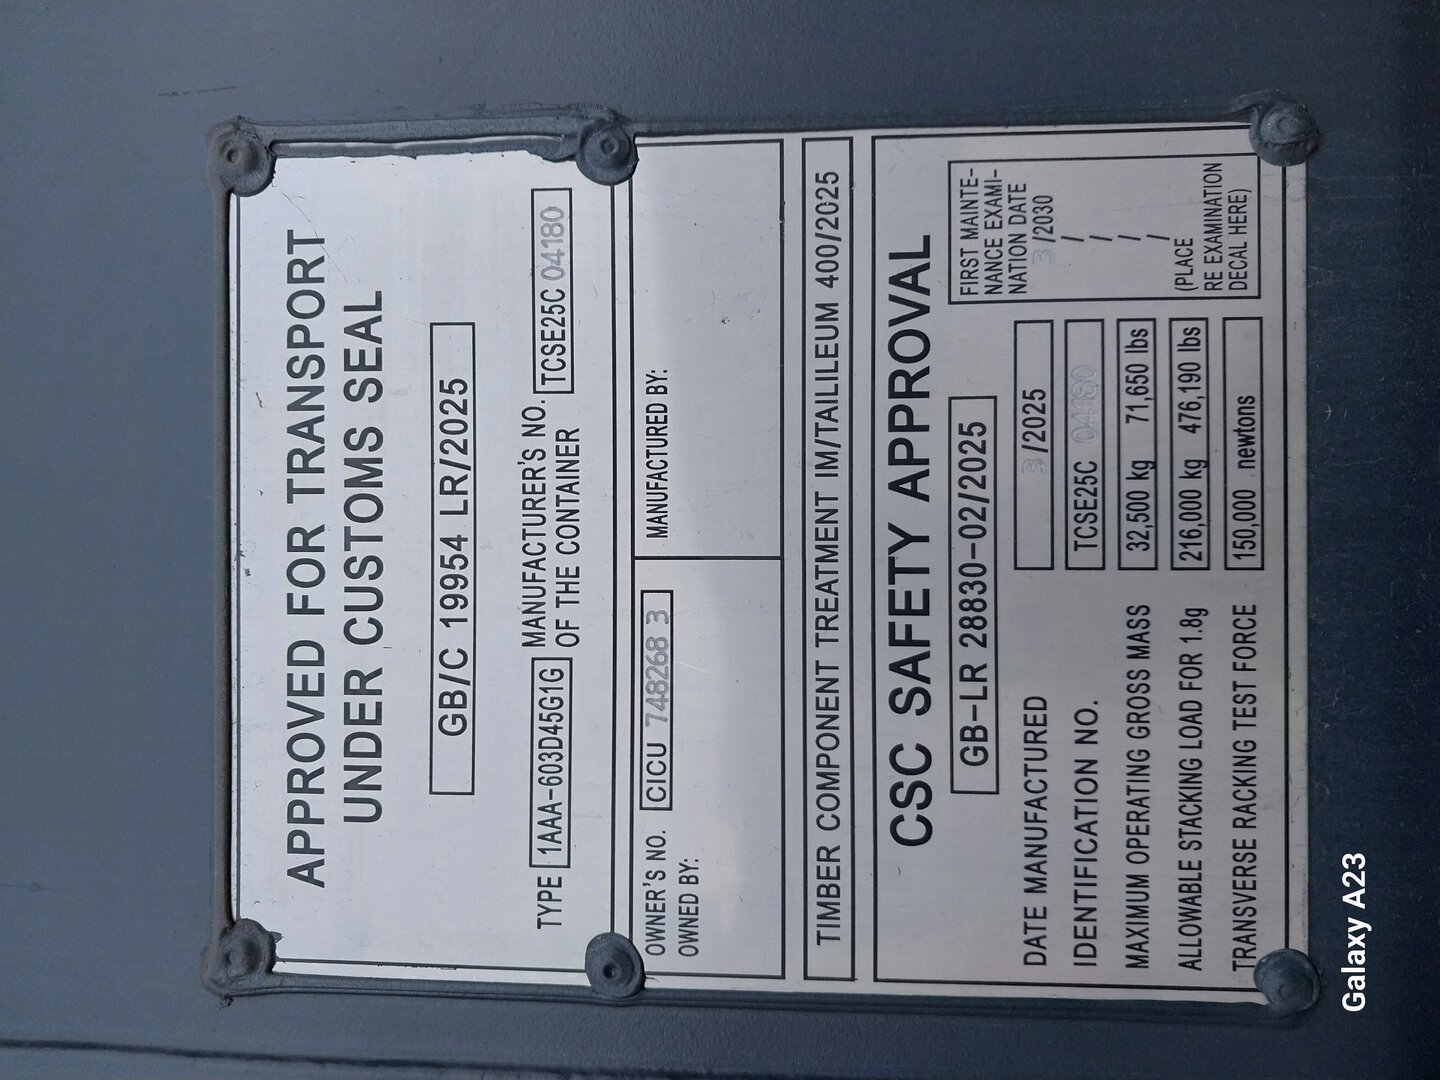 APPROVED FOR TRANSPORT
UNDER CUSTOMS SEAL
GB/C 19954 LR/2025
TYPE 1AAA-603D45G1G MANUFACTURER'S NO. OF THE CONTAINER TCSE25C 04180
OWNER'S NO. CICU 748268 3
OWNED BY:
MANUFACTURED BY:
TIMBER COMPONENT TREATMENT IM/TAILILEUM 400/2025
CSC SAFETY APPROVAL
GB-LR 28830-02/2025
DATE MANUFACTURED 3 /2025
IDENTIFICATION NO. TCSE25C 04180
MAXIMUM OPERATING GROSS MASS 32,500 kg 71,650 lbs
ALLOWABLE STACKING LOAD FOR 1.8g 216,000 kg 476,190 lbs
TRANSVERSE RACKING TEST FORCE 150,000 newtons
FIRST MAINTE-
NANCE EXAMI-
NATION DATE
3 /2030
/
/
/
/
(PLACE
RE EXAMINATION
DECAL HERE)
Galaxy A23